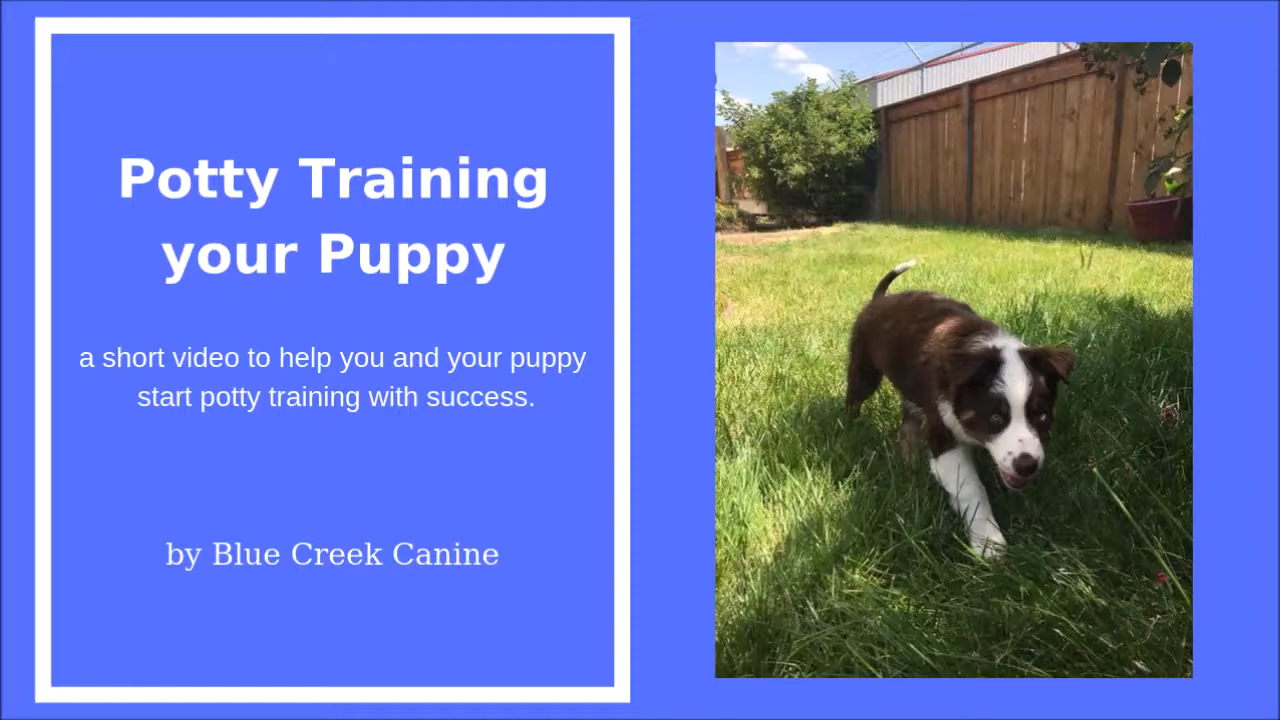 Potty Training
your Puppy
a short video to help you and your puppy
start potty training with success.
by Blue Creek Canine